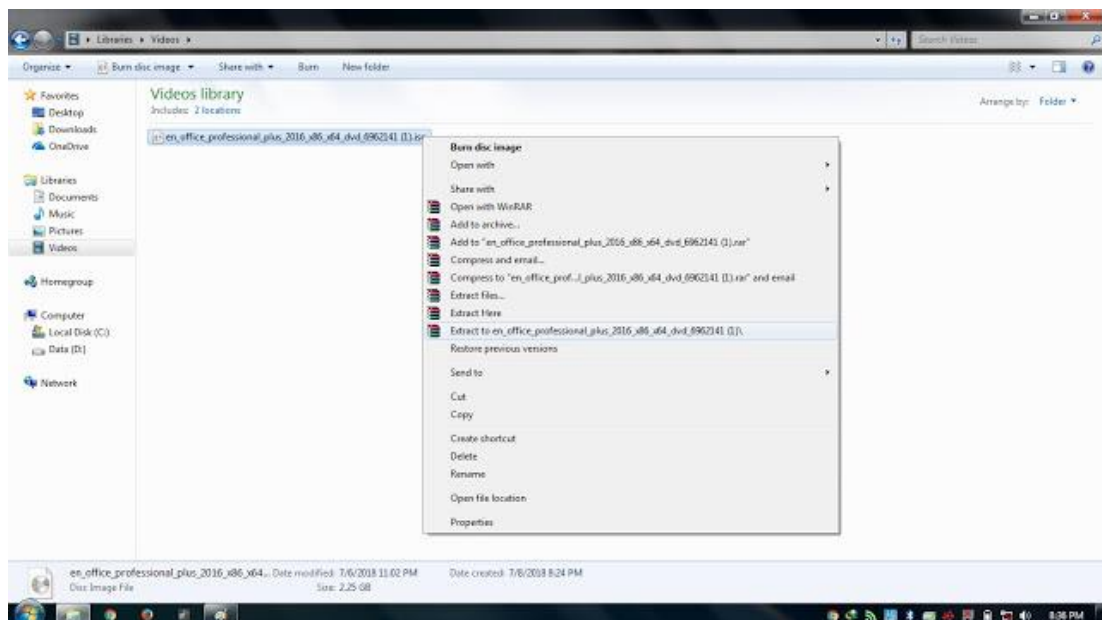 Libraries ▸ Videos ▸
Search Videos
Organize
Burn disc image
Share with
Burn
New folder
Favorites
Desktop
Downloads
OneDrive
Libraries
Documents
Music
Pictures
Videos
Homegroup
Computer
Local Disk (C:)
Data (D:)
Network
Videos library
Includes: 2 locations
Arrange by: Folder
en_office_professional_plus_2016_x86_x64_dvd_6962141 (1).iso
Burn disc image
Open with
Share with
Open with WinRAR
Add to archive...
Add to "en_office_professional_plus_2016_x86_x64_dvd_6962141 (1).rar"
Compress and email...
Compress to "en_office_prof...l_plus_2016_x86_x64_dvd_6962141 (1).rar" and email
Extract files...
Extract Here
Extract to en_office_professional_plus_2016_x86_x64_dvd_6962141 (1)\
Restore previous versions
Send to
Cut
Copy
Create shortcut
Delete
Rename
Open file location
Properties
en_office_professional_plus_2016_x86_x64... Date modified: 7/6/2018 11:02 PM Date created: 7/8/2018 8:24 PM
Disc Image File Size: 2.25 GB
8:36 PM